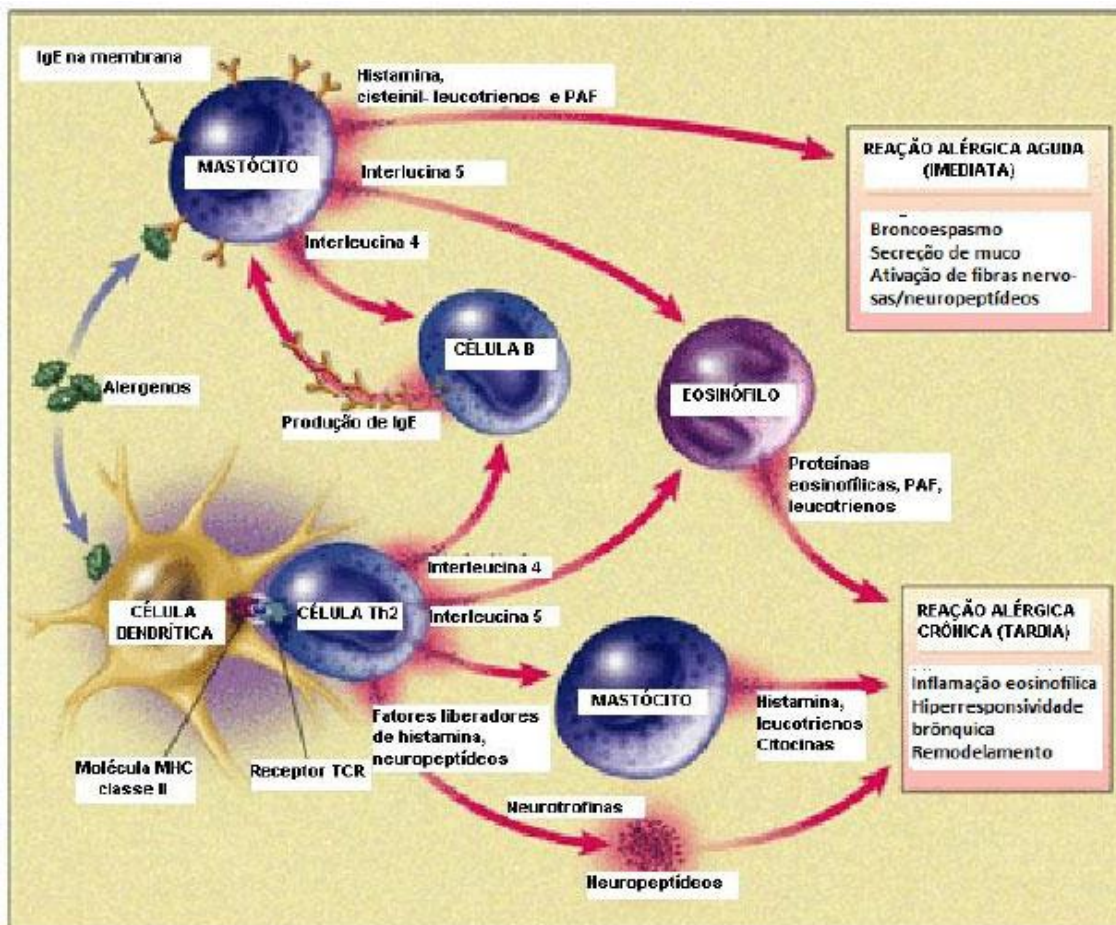 IgE na membrana
Histamina,
cisteinil- leucotrienos e PAF
MASTÓCITO
Interlucina 5
Interleucina 4
REAÇÃO ALÉRGICA AGUDA
(IMEDIATA)
Broncoespasmo
Secreção de muco
Ativação de fibras nervo-
sas/neuropeptídeos
CÉLULA B
EOSINÓFILO
Alergenos
Produção de IgE
Proteínas
eosinofílicas, PAF,
leucotrienos
Interleucina 4
CÉLULA
DENDRÍTICA
CÉLULA Th2
Interleucina 5
REAÇÃO ALÉRGICA
CRÔNICA (TARDIA)
Inflamação eosinofílica
Hiperresponsividade
brônquica
Remodelamento
MASTÓCITO
Histamina,
leucotrienos
Citocinas
Fatores liberadores
de histamina,
neuropeptídeos
Molécula MHC
classe II
Receptor TCR
Neurotrofinas
Neuropeptídeos